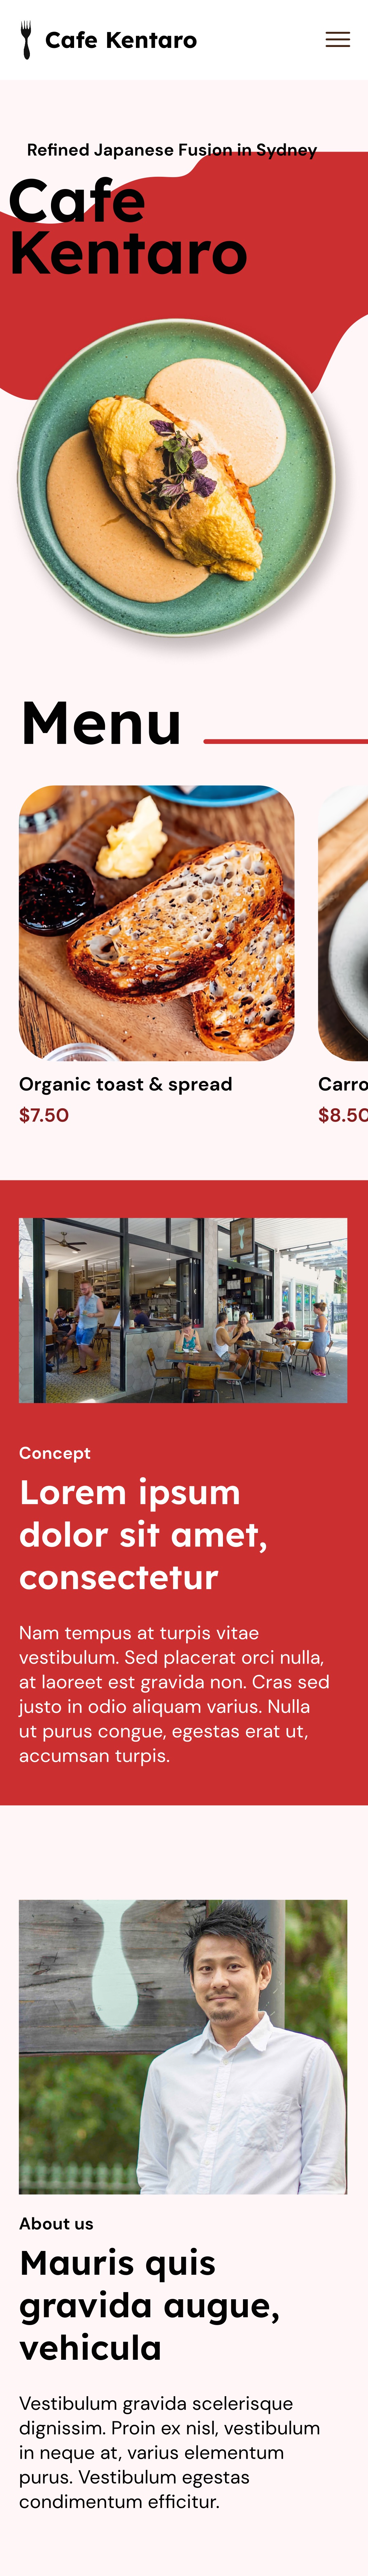 Cafe Kentaro
Refined Japanese Fusion in Sydney
Cafe
Kentaro
Menu
Organic toast & spread
$7.50
Carro
$8.50
Concept
Lorem ipsum
dolor sit amet,
consectetur
Nam tempus at turpis vitae
vestibulum. Sed placerat orci nulla,
at laoreet est gravida non. Cras sed
justo in odio aliquam varius. Nulla
ut purus congue, egestas erat ut,
accumsan turpis.
About us
Mauris quis
gravida augue,
vehicula
Vestibulum gravida scelerisque
dignissim. Proin ex nisl, vestibulum
in neque at, varius elementum
purus. Vestibulum egestas
condimentum efficitur.